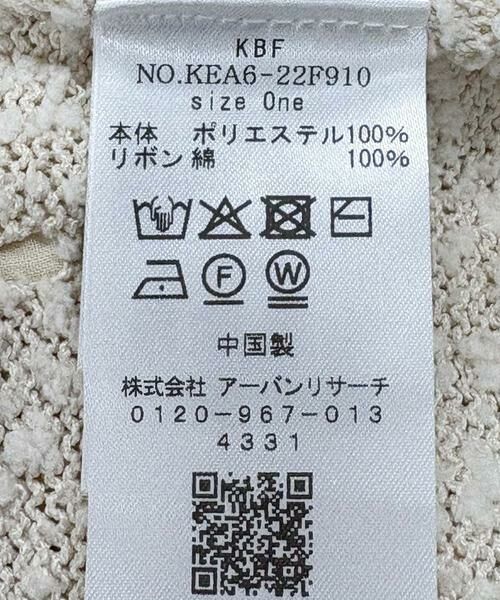 KBF
NO.KEA6-22F910
size One
本体 ポリエステル100%
リボン 綿 100%
F W
中国製
株式会社 アーバンリサーチ
0120-967-013
4331